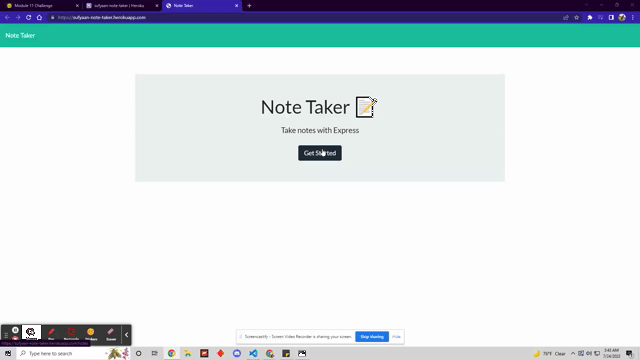 Module 11 Challenge
sufyaan-note-taker | Heroku
Note Taker
https://sufyaan-note-taker.herokuapp.com
Note Taker
Note Taker
Take notes with Express
Get Started
Screencastify - Screen Video Recorder is sharing your screen.
Stop sharing
Hide
Type here to search
79°F Clear
3:45 AM
7/24/2022